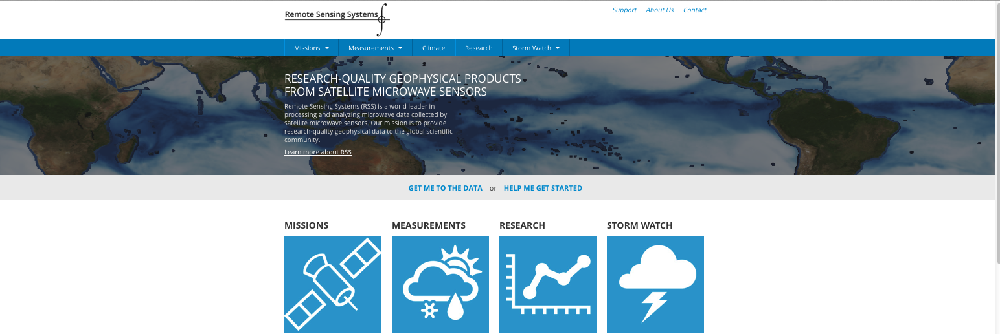 Remote Sensing Systems
Support About Us Contact
Missions Measurements Climate Research Storm Watch
RESEARCH-QUALITY GEOPHYSICAL PRODUCTS
FROM SATELLITE MICROWAVE SENSORS
Remote Sensing Systems (RSS) is a world leader in
processing and analyzing microwave data collected by
satellite microwave sensors. Our mission is to provide
research-quality geophysical data to the global scientific
community.
Learn more about RSS
GET ME TO THE DATA or HELP ME GET STARTED
MISSIONS MEASUREMENTS RESEARCH STORM WATCH